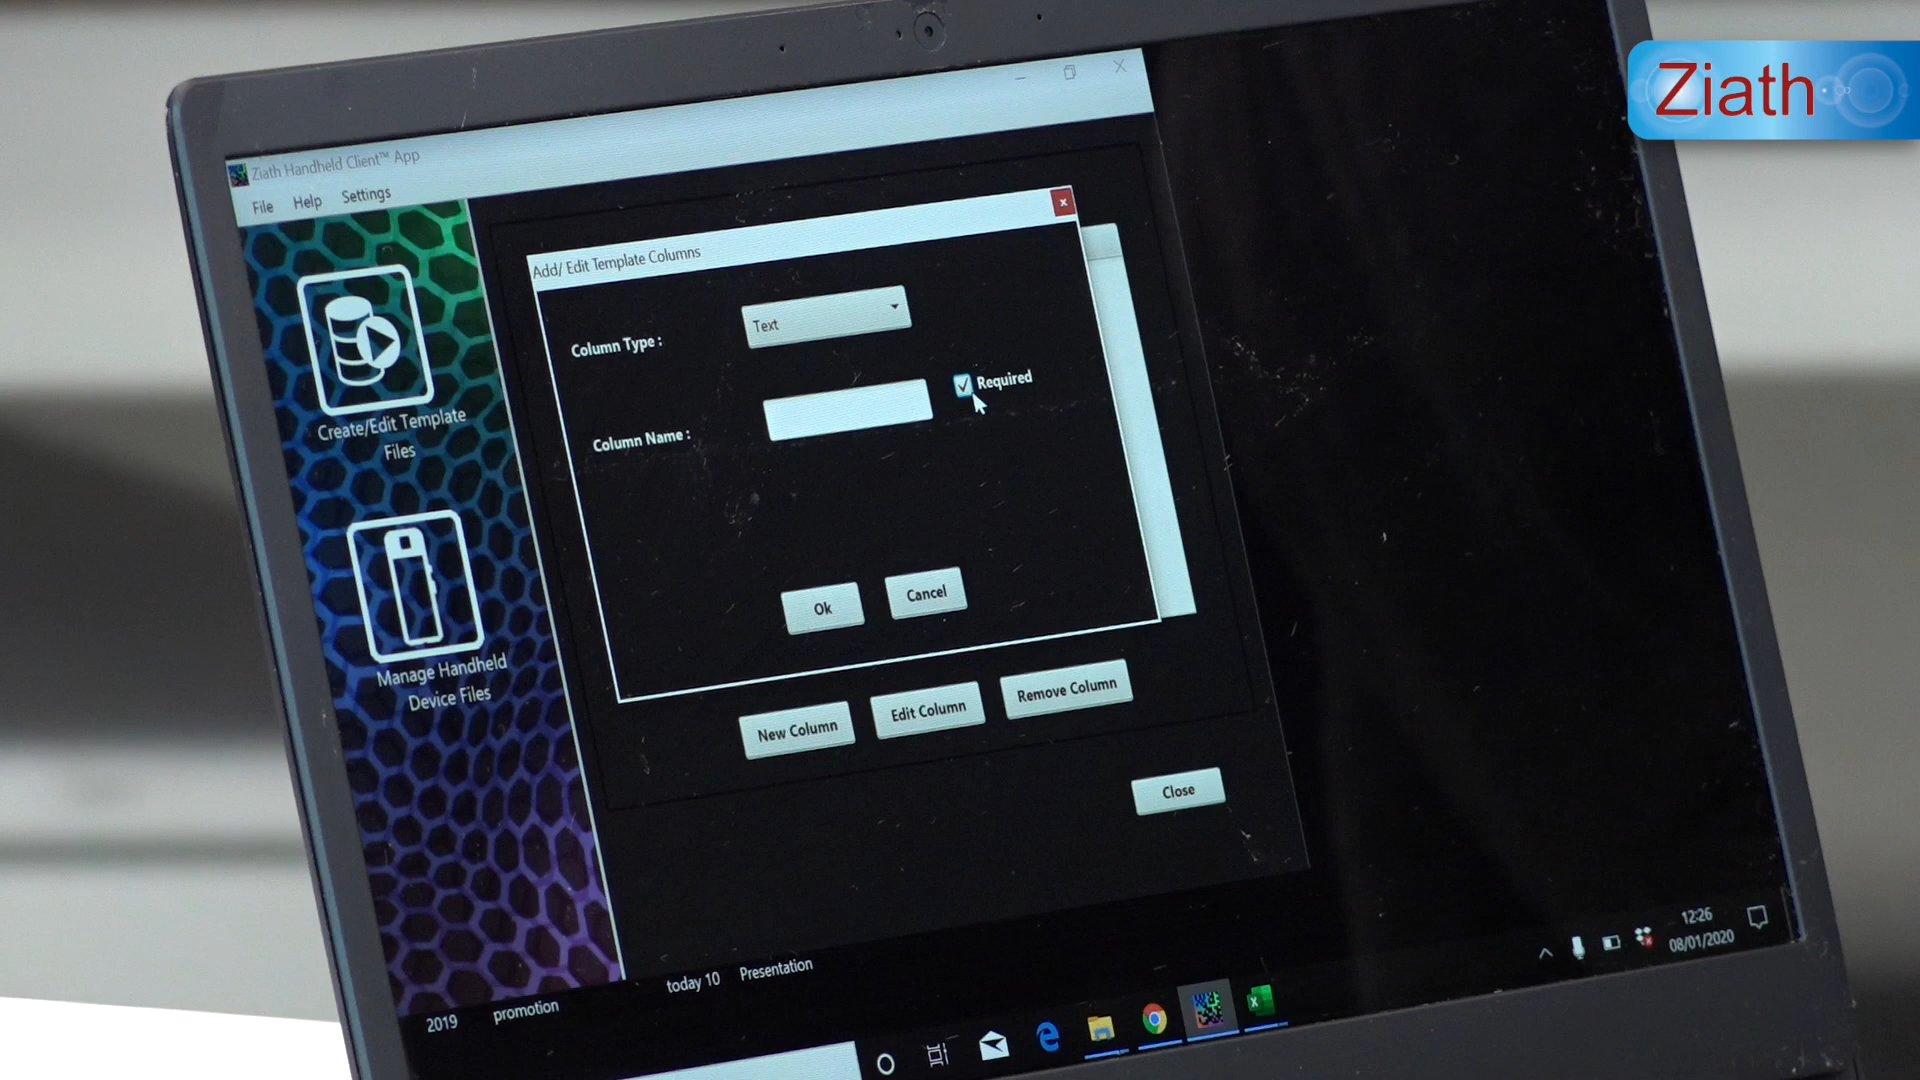 Ziath
Ziath Handheld Client™ App
File Help Settings
Create/Edit Template
Files
Manage Handheld
Device Files
Add/ Edit Template Columns
x
Column Type :
Text
Column Name :
Required
Ok
Cancel
New Column
Edit Column
Remove Column
Close
2019
promotion
today 10
Presentation
12:26
08/01/2020